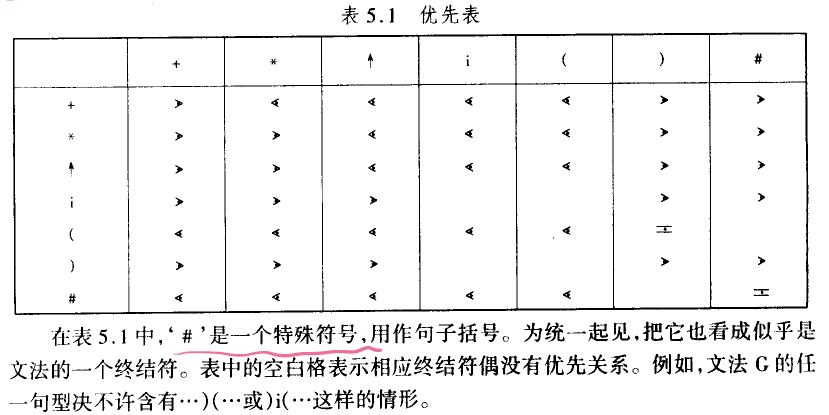 表 5.1 优先表
+ * ↑ i ( ) #
+ ⋗ ⋖ ⋖ ⋖ ⋖ ⋗ ⋗
* ⋗ ⋗ ⋖ ⋖ ⋖ ⋗ ⋗
↑ ⋗ ⋗ ⋖ ⋖ ⋖ ⋗ ⋗
i ⋗ ⋗ ⋗ ⋗ ⋗
( ⋖ ⋖ ⋖ ⋖ ⋖ ≖
) ⋗ ⋗ ⋗ ⋗ ⋗
# ⋖ ⋖ ⋖ ⋖ ⋖ ≖
在表 5.1 中,‘#’是一个特殊符号,用作句子括号。为统一起见,把它也看成似乎是
文法的一个终结符。表中的空白格表示相应终结符偶没有优先关系。例如,文法 G 的任
一句型决不许含有…)(…或)i(…这样的情形。